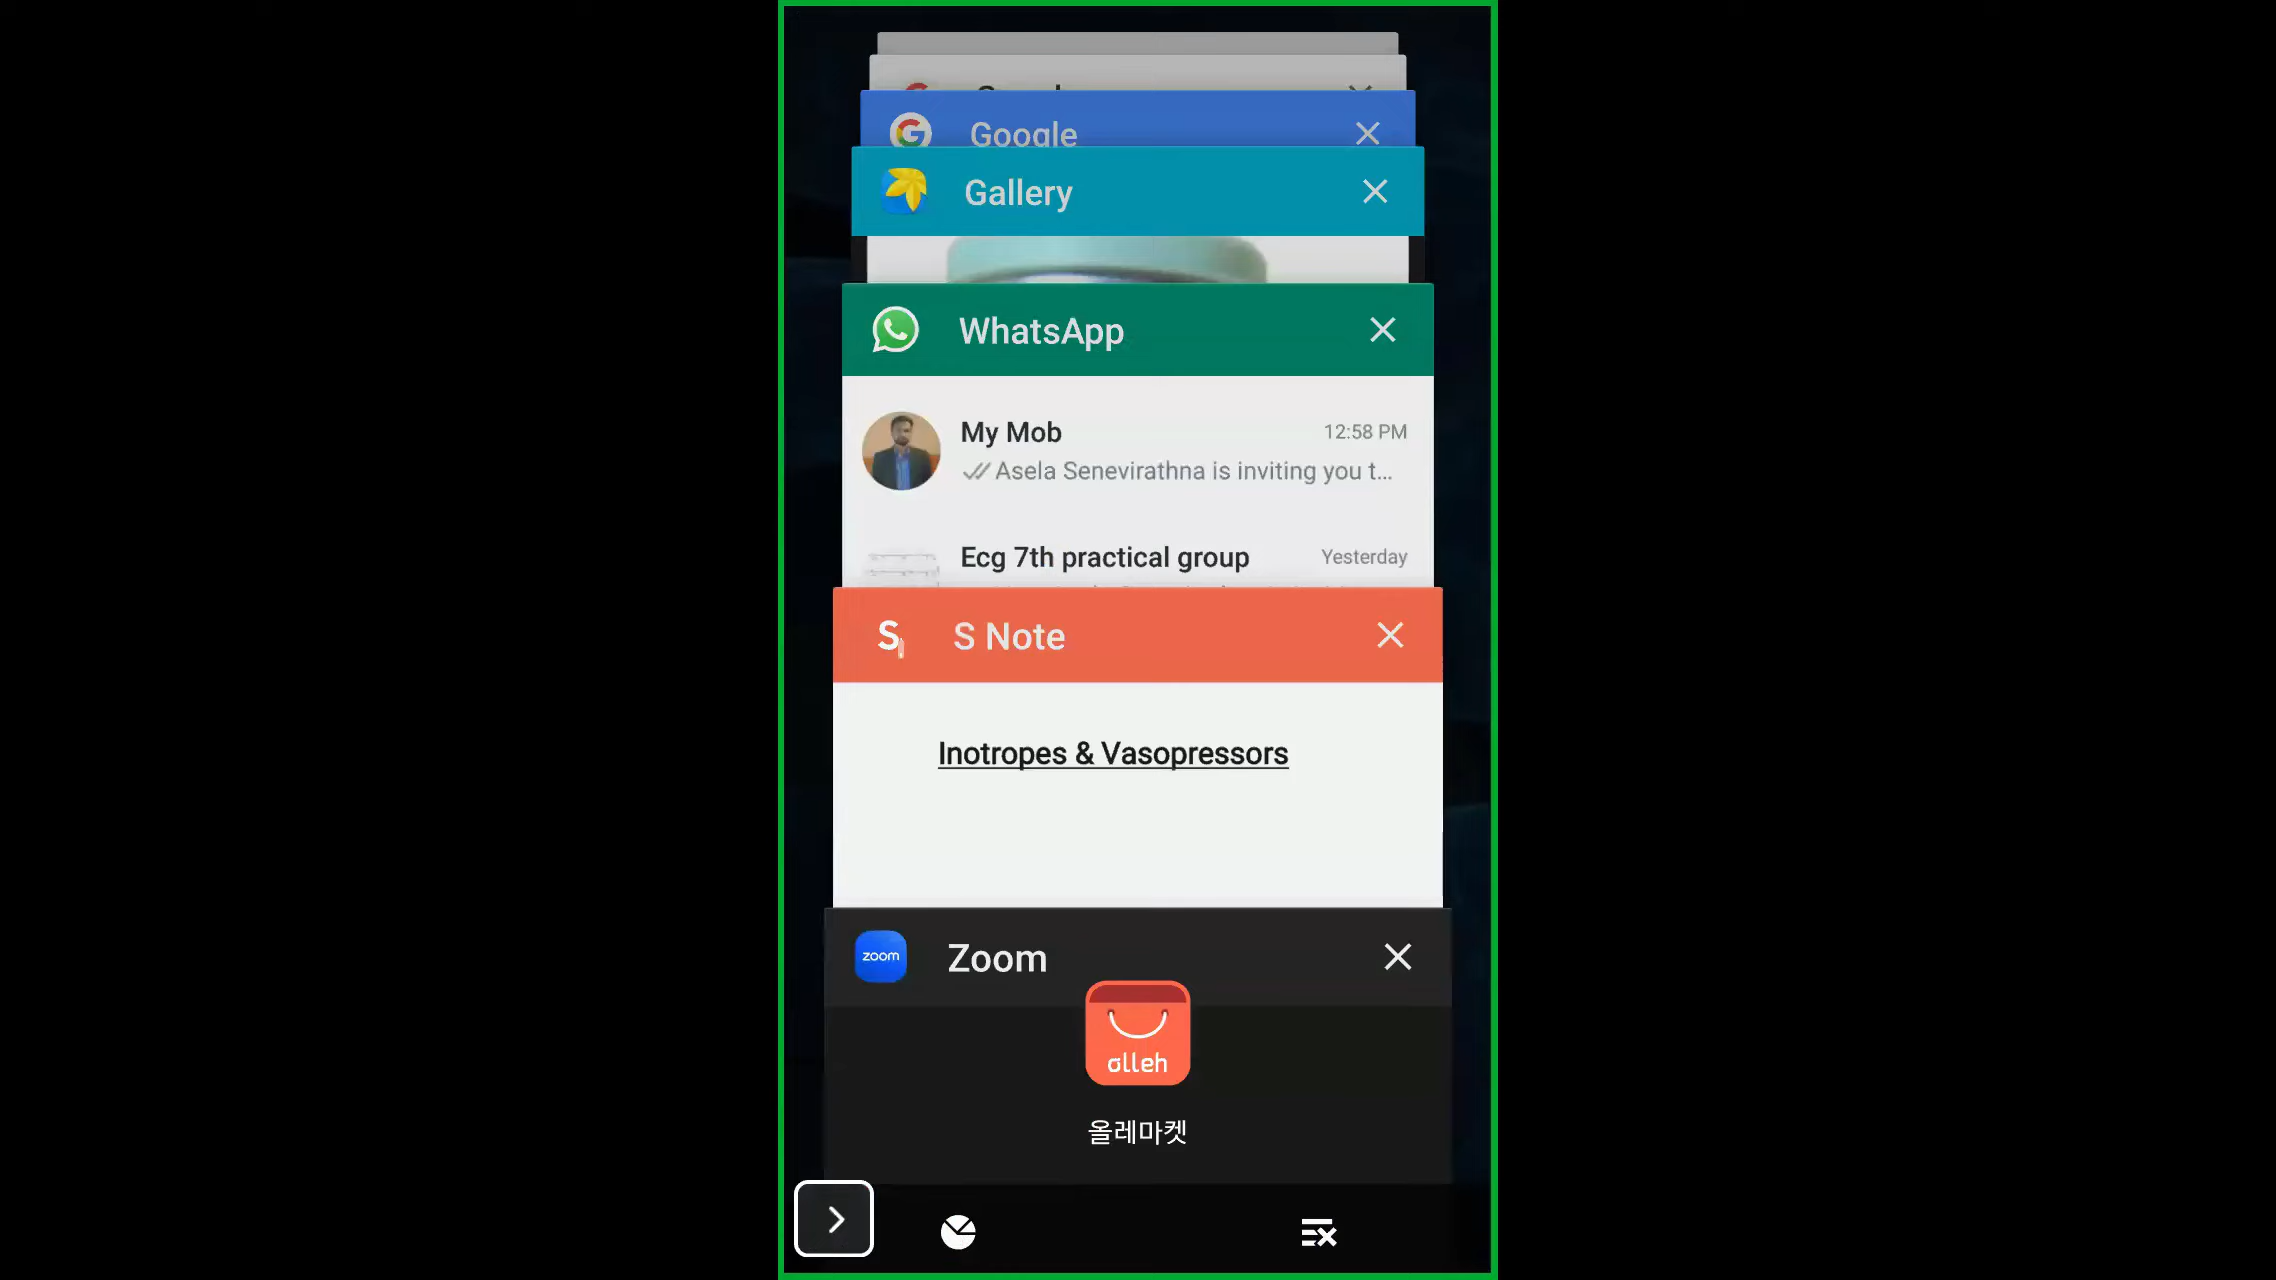 Google
Gallery
WhatsApp
My Mob
12:58 PM
Asela Senevirathna is inviting you t...
Ecg 7th practical group
Yesterday
S Note
Inotropes & Vasopressors
zoom
Zoom
olleh
올레마켓